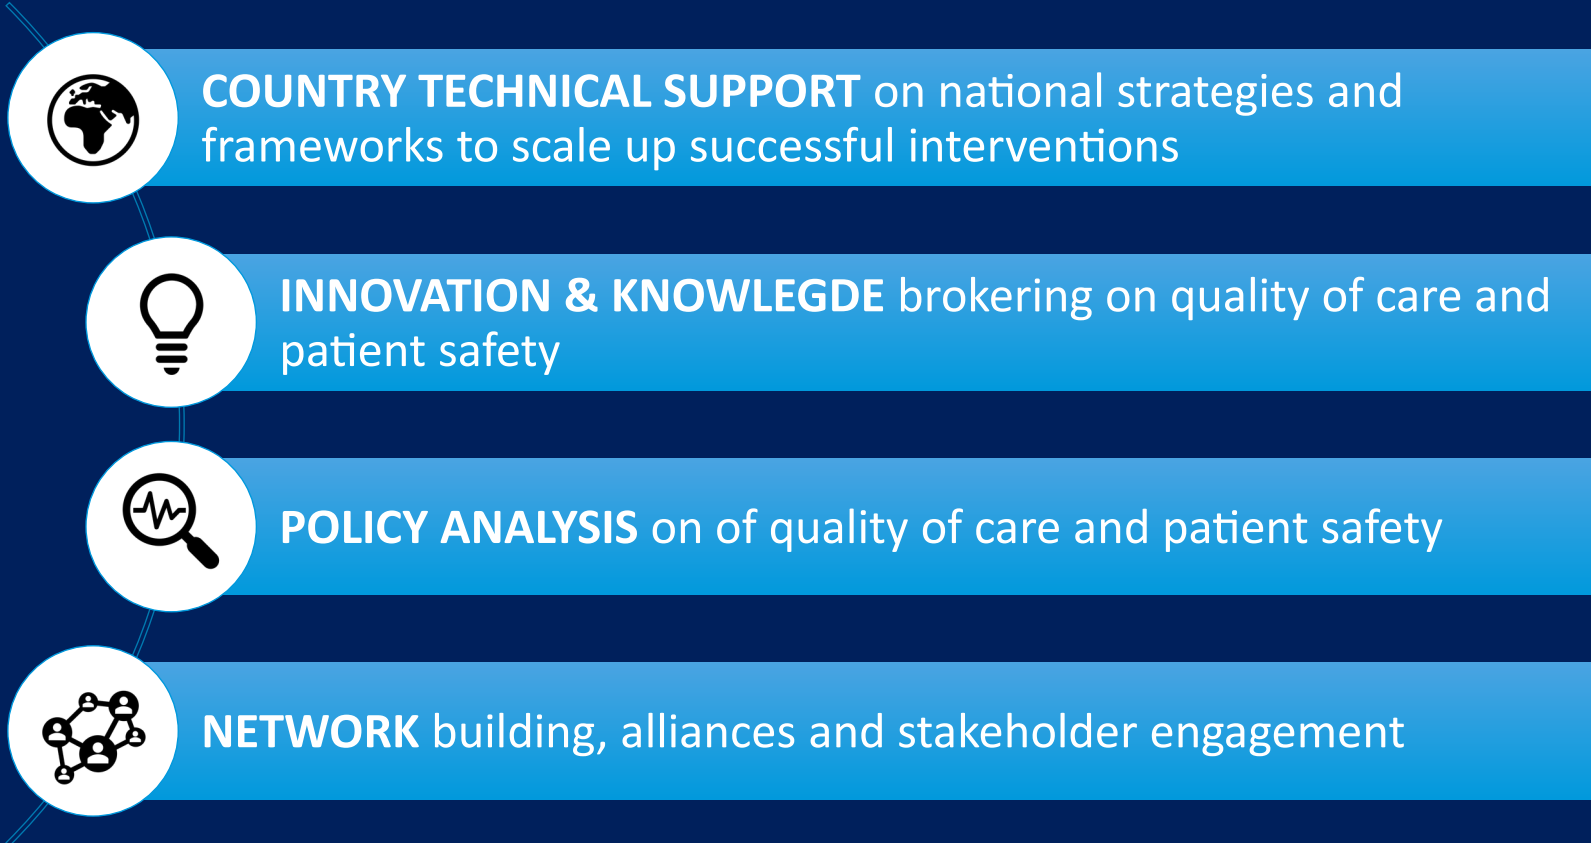 COUNTRY TECHNICAL SUPPORT on national strategies and
frameworks to scale up successful interventions
INNOVATION & KNOWLEGDE brokering on quality of care and
patient safety
POLICY ANALYSIS on of quality of care and patient safety
NETWORK building, alliances and stakeholder engagement